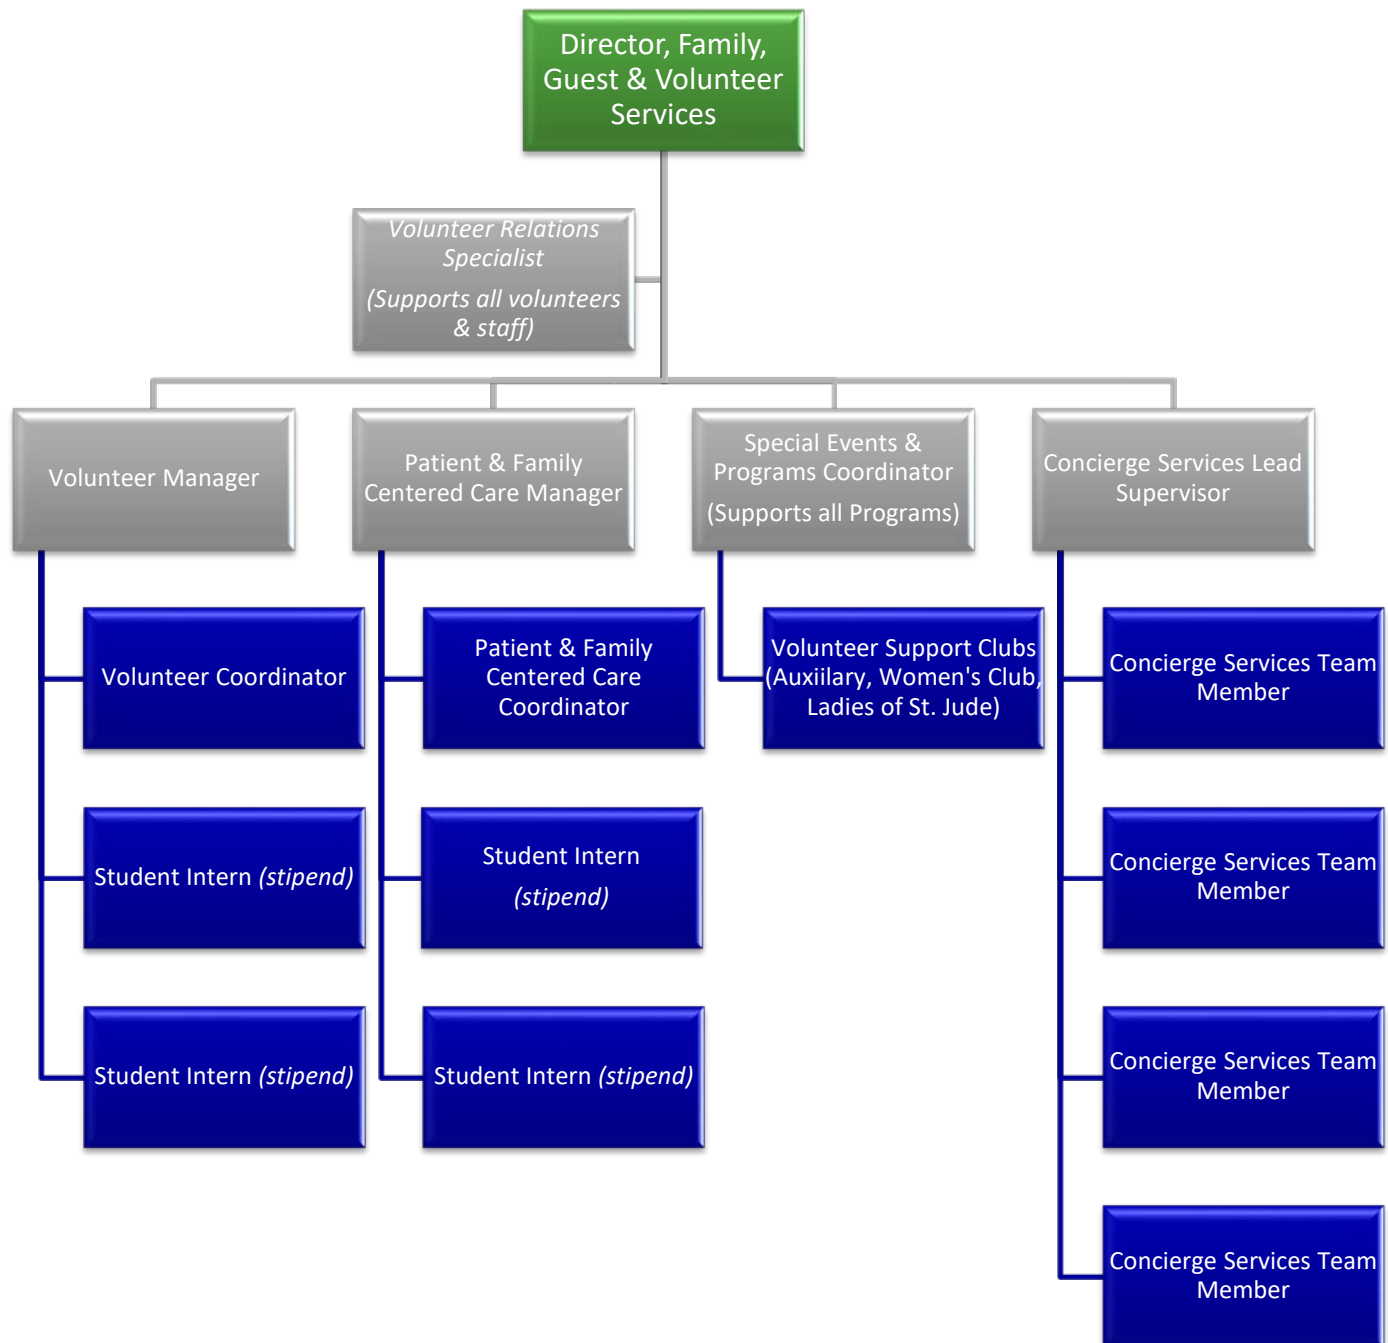 Director, Family,
Guest & Volunteer
Services
Volunteer Relations
Specialist
(Supports all volunteers
& staff)
Volunteer Manager
Patient & Family
Centered Care Manager
Special Events &
Programs Coordinator
(Supports all Programs)
Concierge Services Lead
Supervisor
Volunteer Coordinator
Patient & Family
Centered Care
Coordinator
Volunteer Support Clubs
(Auxiilary, Women's Club,
Ladies of St. Jude)
Concierge Services Team
Member
Student Intern (stipend)
Student Intern
(stipend)
Concierge Services Team
Member
Student Intern (stipend)
Student Intern (stipend)
Concierge Services Team
Member
Concierge Services Team
Member